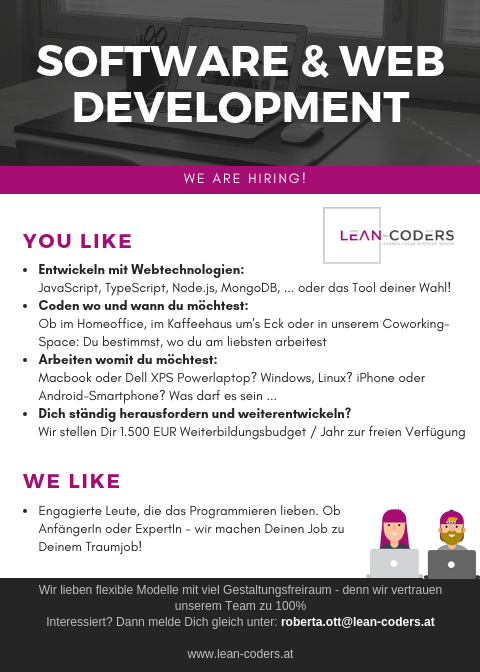 SOFTWARE & WEB
DEVELOPMENT
WE ARE HIRING!
LEAN-CODERS
create value without waste
YOU LIKE
• Entwickeln mit Webtechnologien:
JavaScript, TypeScript, Node.js, MongoDB, ... oder das Tool deiner Wahl!
• Coden wo und wann du möchtest:
Ob im Homeoffice, im Kaffeehaus um's Eck oder in unserem Coworking-
Space: Du bestimmst, wo du am liebsten arbeitest
• Arbeiten womit du möchtest:
Macbook oder Dell XPS Powerlaptop? Windows, Linux? iPhone oder
Android-Smartphone? Was darf es sein ...
• Dich ständig herausfordern und weiterentwickeln?
Wir stellen Dir 1.500 EUR Weiterbildungsbudget / Jahr zur freien Verfügung
WE LIKE
• Engagierte Leute, die das Programmieren lieben. Ob
AnfängerIn oder ExpertIn - wir machen Deinen Job zu
Deinem Traumjob!
Wir lieben flexible Modelle mit viel Gestaltungsfreiraum - denn wir vertrauen
unserem Team zu 100%
Interessiert? Dann melde Dich gleich unter: roberta.ott@lean-coders.at
www.lean-coders.at